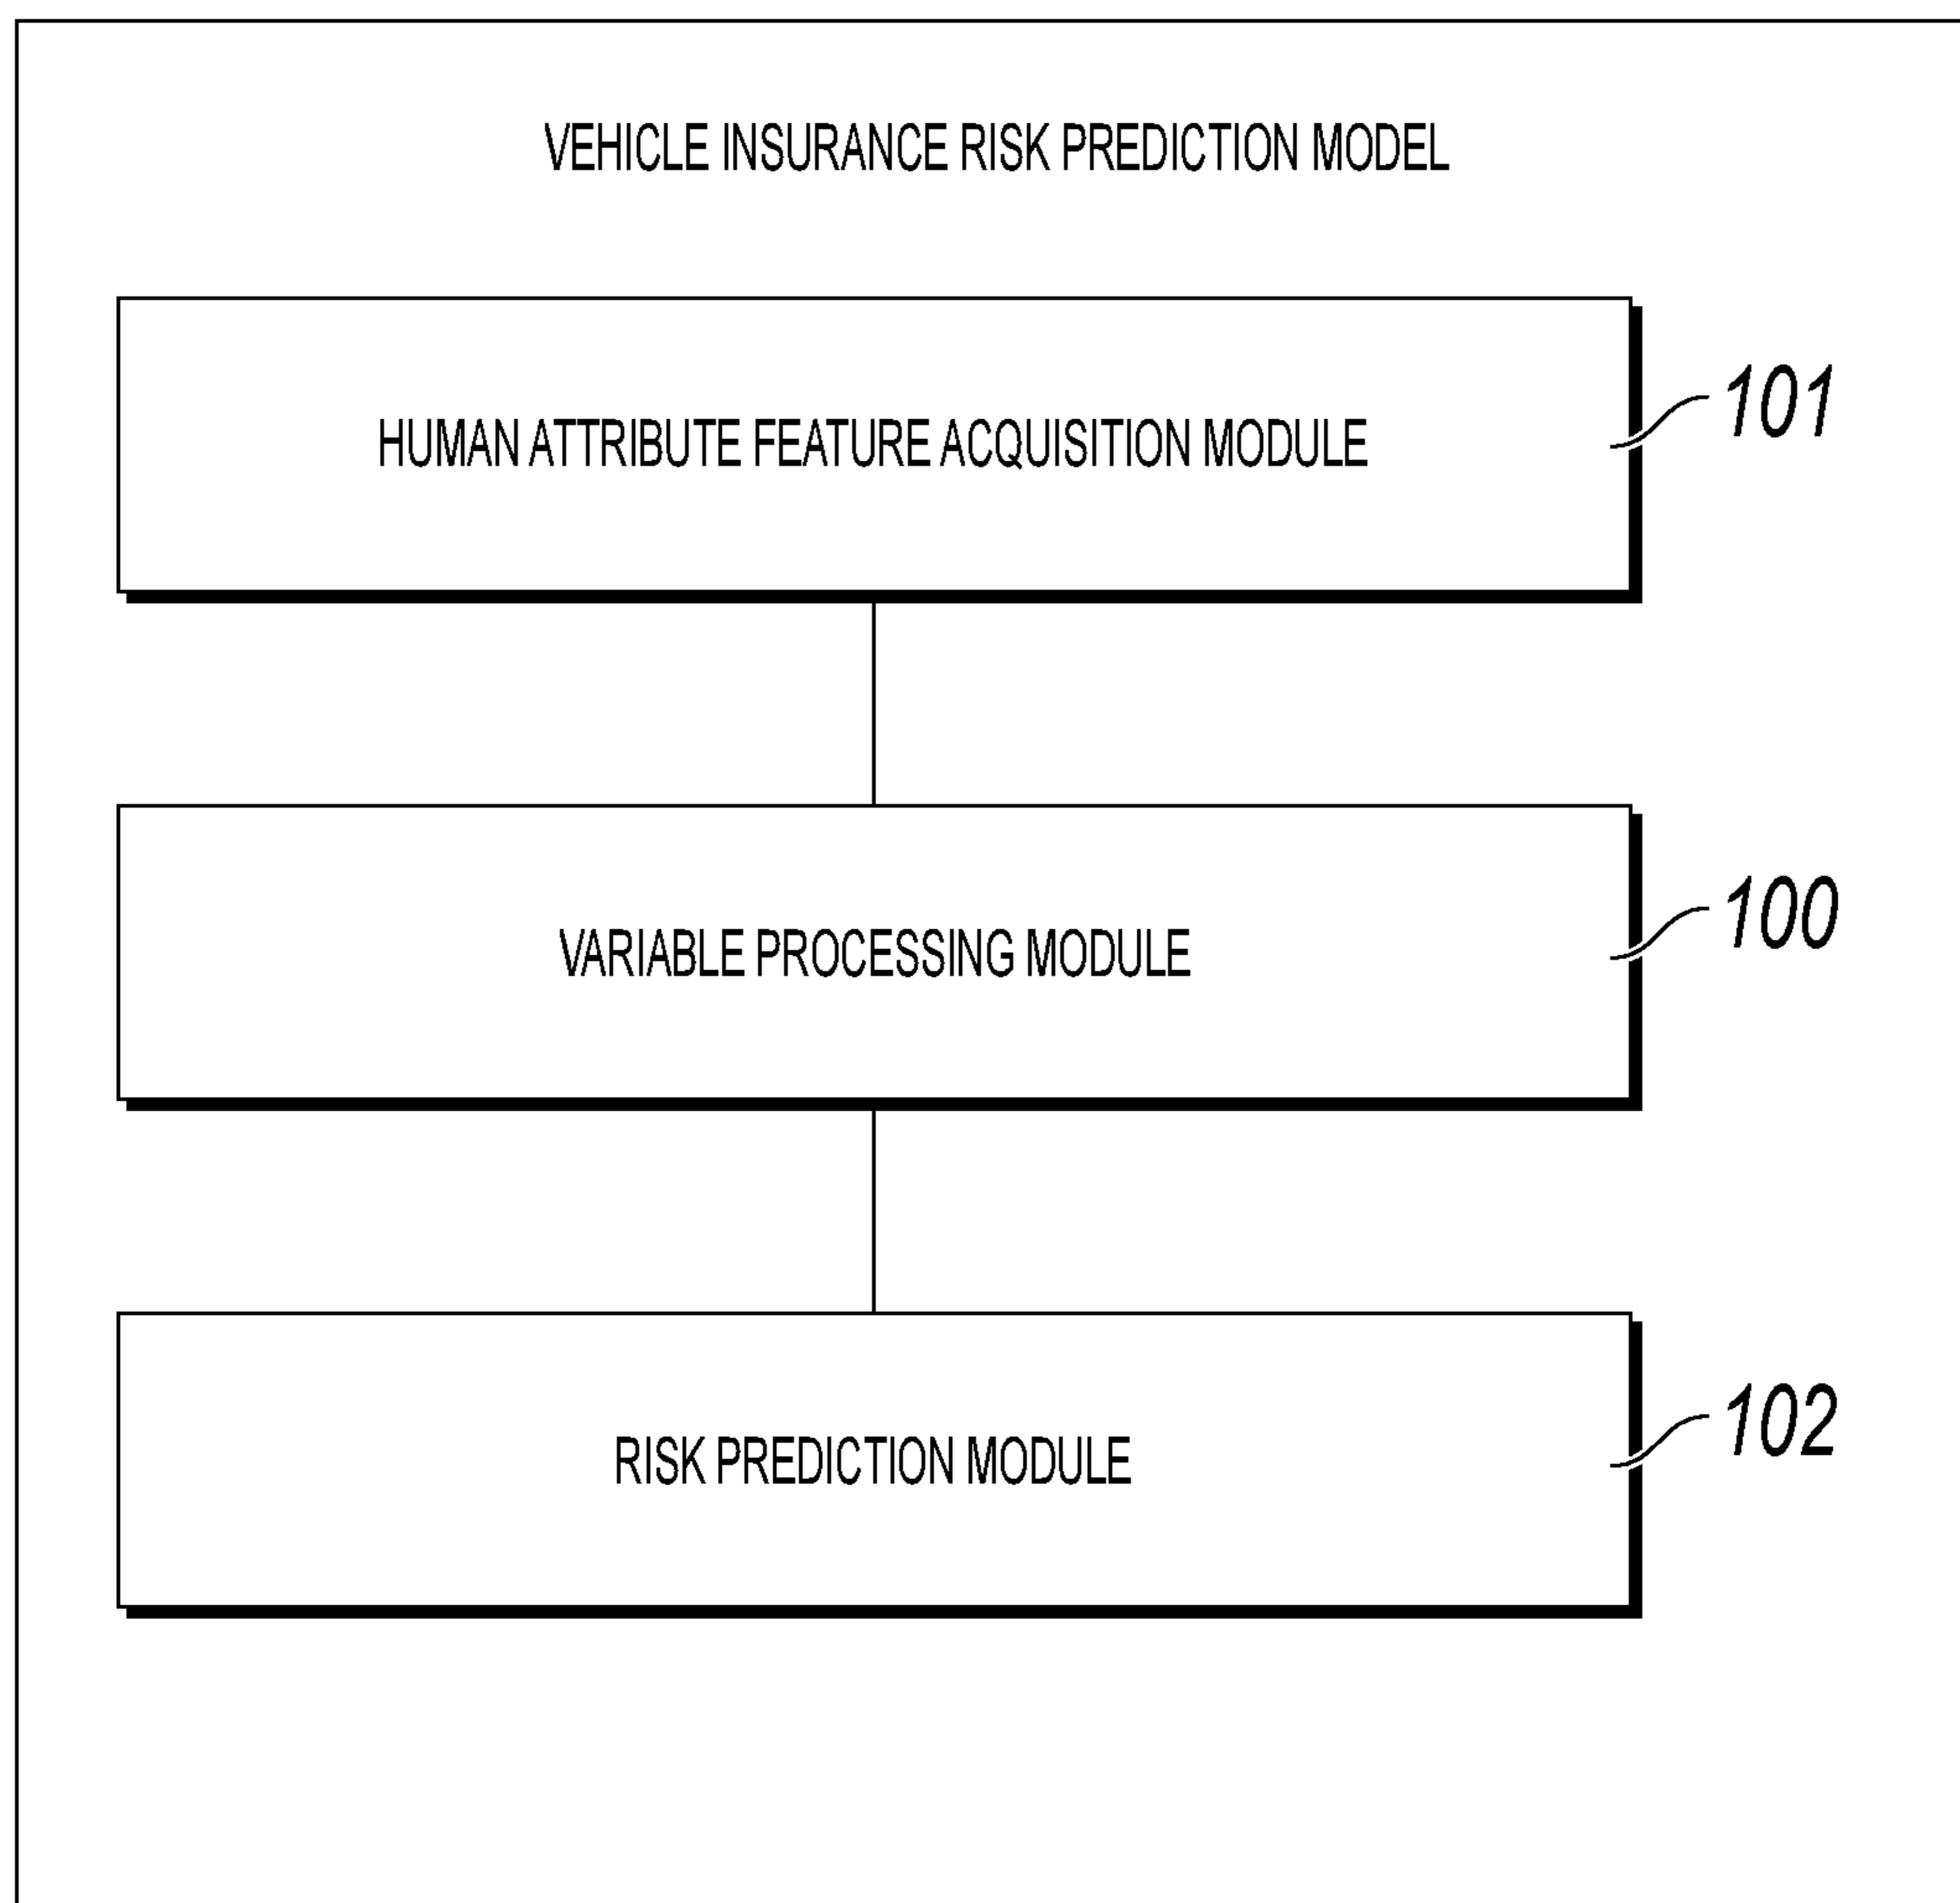 VEHICLE INSURANCE RISK PREDICTION MODEL
HUMAN ATTRIBUTE FEATURE ACQUISITION MODULE
101
VARIABLE PROCESSING MODULE
100
RISK PREDICTION MODULE
102